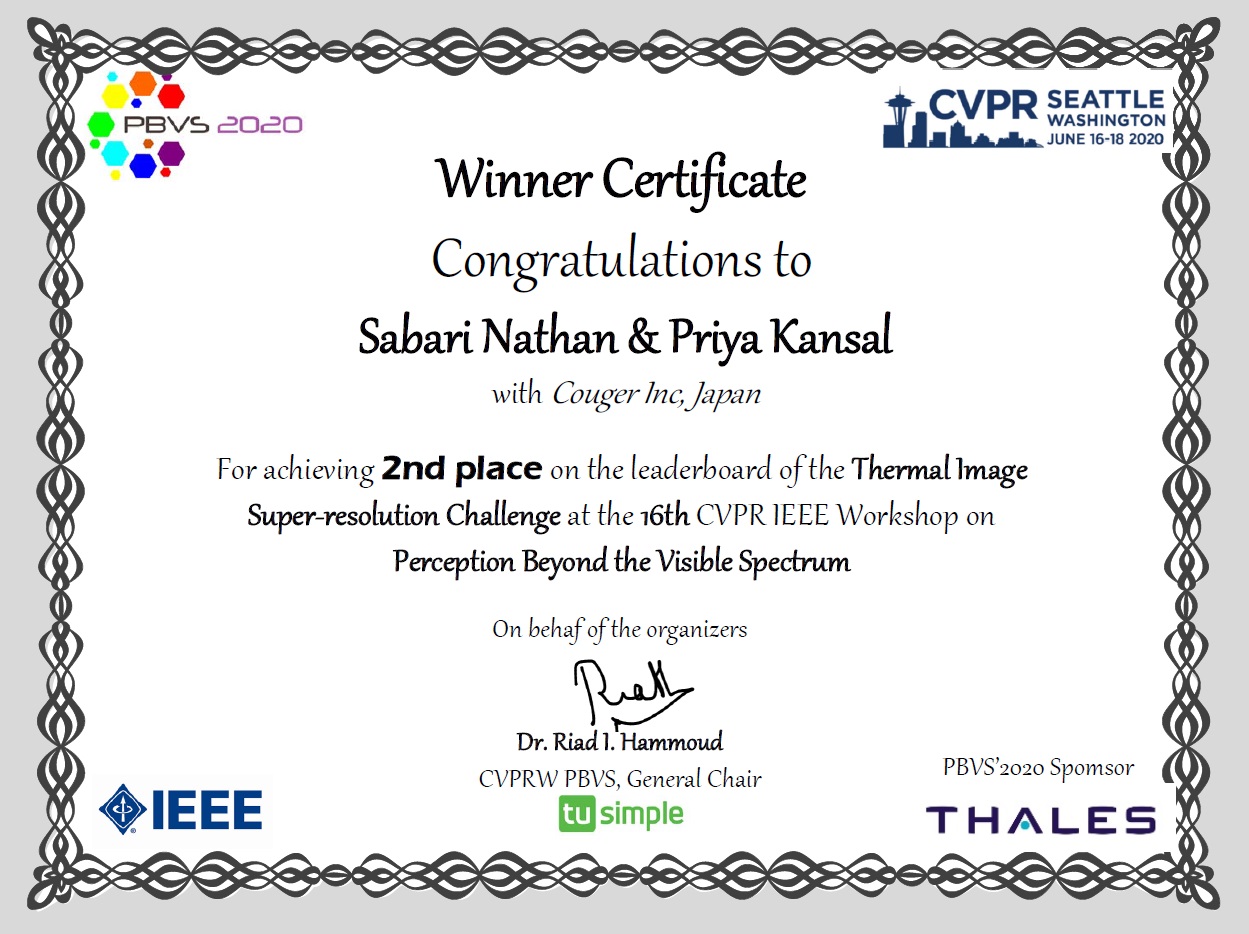 PBVS 2020
CVPR SEATTLE
WASHINGTON
JUNE 16-18 2020
Winner Certificate
Congratulations to
Sabari Nathan & Priya Kansal
with Couger Inc, Japan
For achieving 2nd place on the leaderboard of the Thermal Image
Super-resolution Challenge at the 16th CVPR IEEE Workshop on
Perception Beyond the Visible Spectrum
On behaf of the organizers
Dr. Riad I. Hammoud
CVPRW PBVS, General Chair
tu simple
IEEE
PBVS'2020 Spomsor
THALES